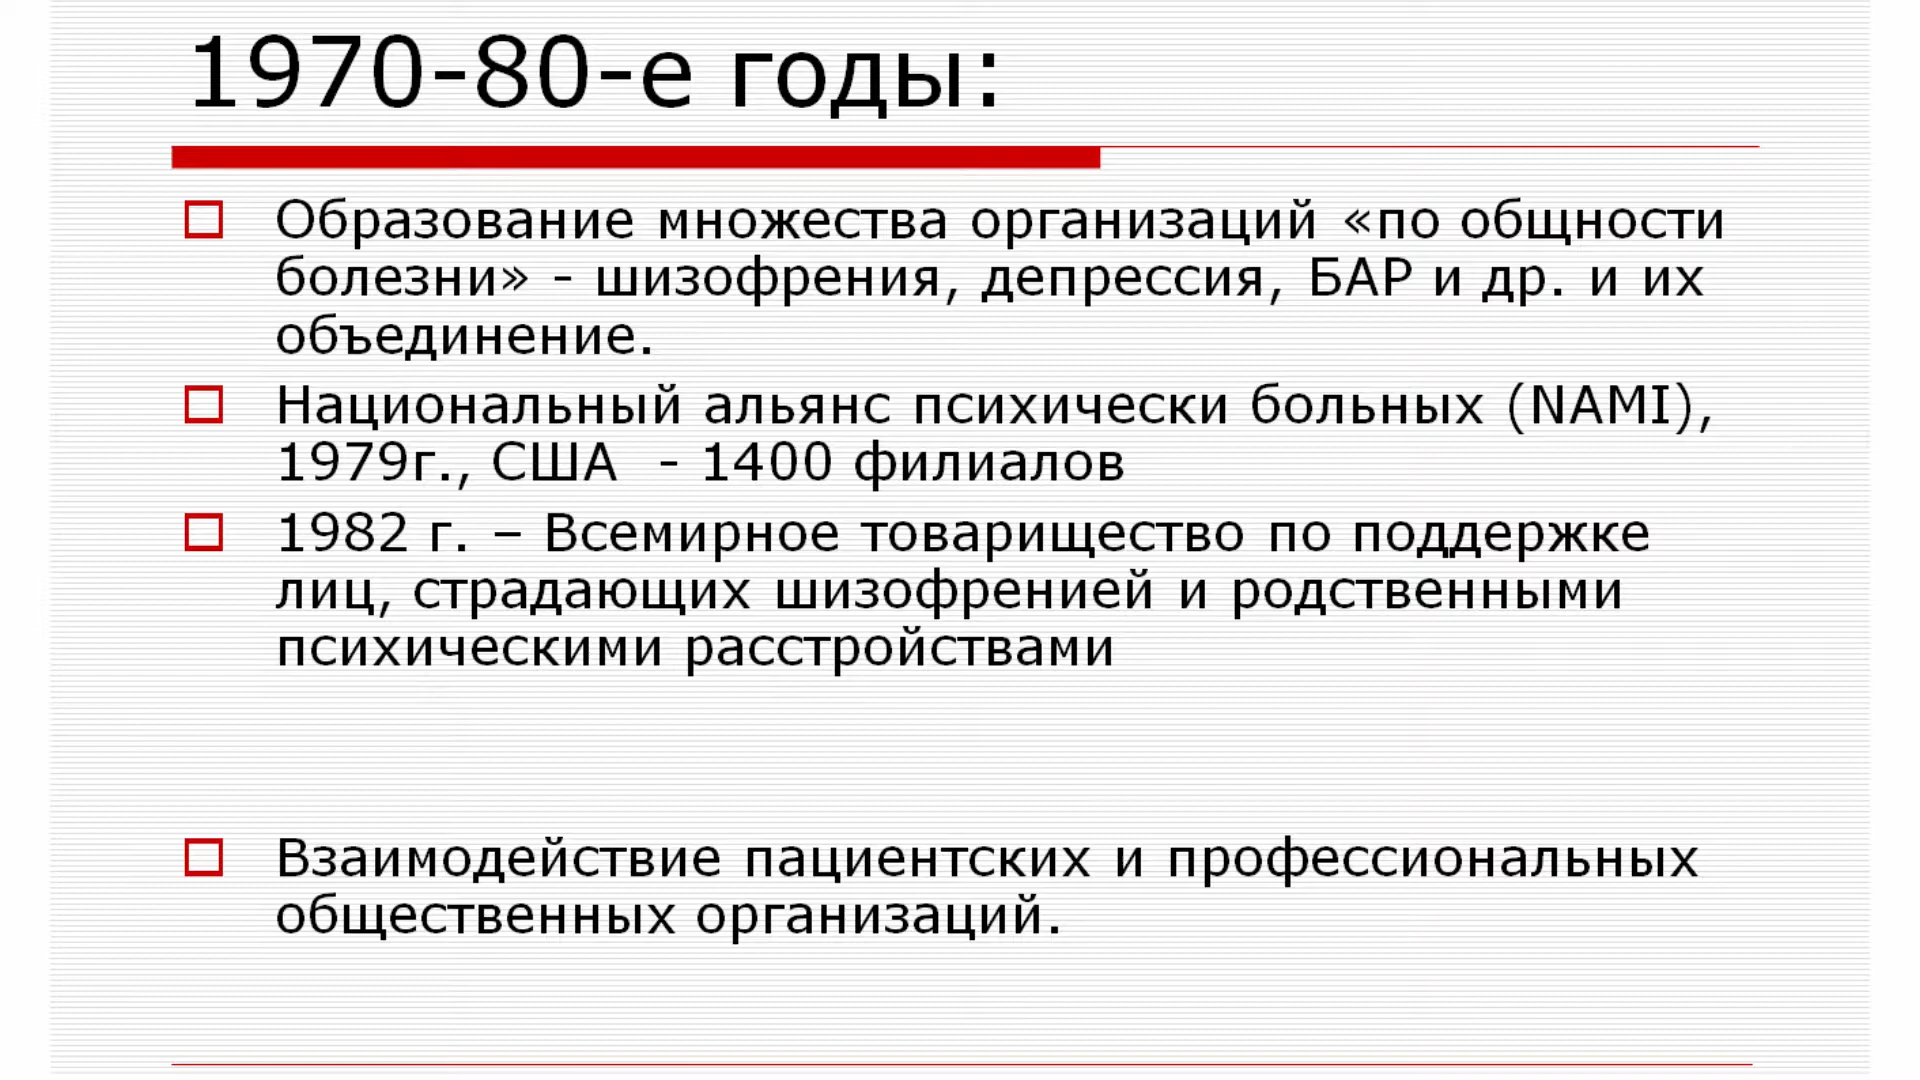 1970-80-е годы:
Образование множества организаций «по общности
болезни» - шизофрения, депрессия, БАР и др. и их
объединение.
Национальный альянс психически больных (NAMI),
1979г., США - 1400 филиалов
1982 г. – Всемирное товарищество по поддержке
лиц, страдающих шизофренией и родственными
психическими расстройствами
Взаимодействие пациентских и профессиональных
общественных организаций.